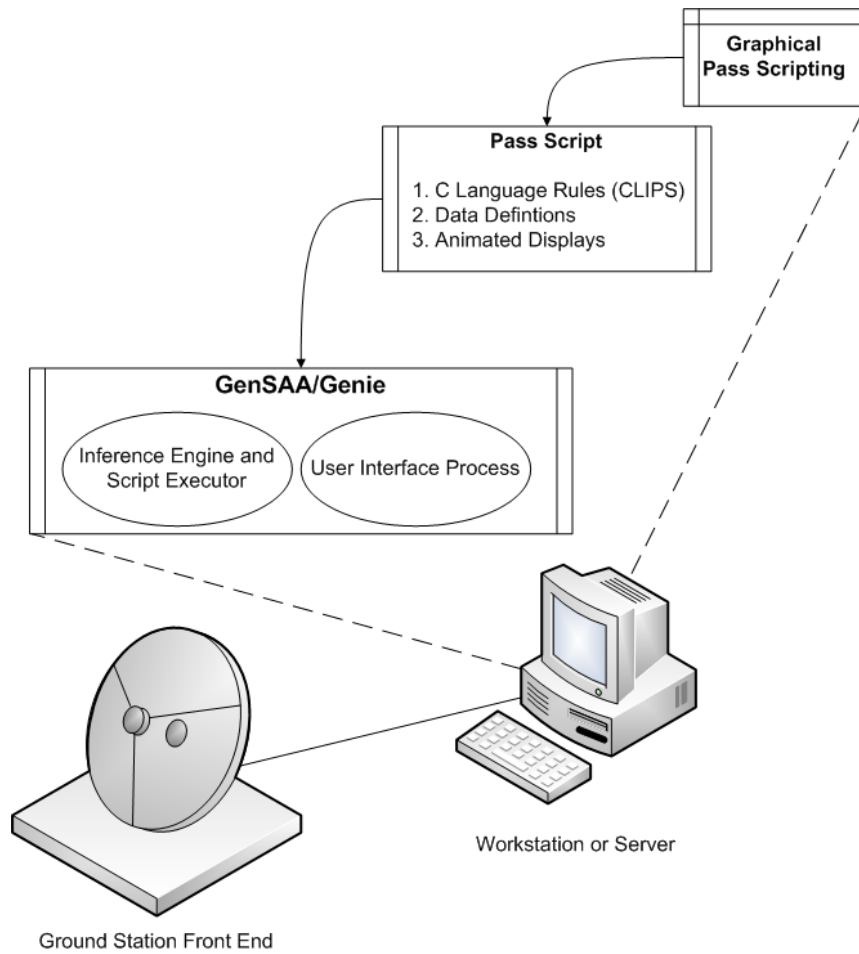 Graphical
Pass Scripting
Pass Script
1. C Language Rules (CLIPS)
2. Data Defintions
3. Animated Displays
GenSAA/Genie
Inference Engine and
Script Executor
User Interface Process
Workstation or Server
Ground Station Front End